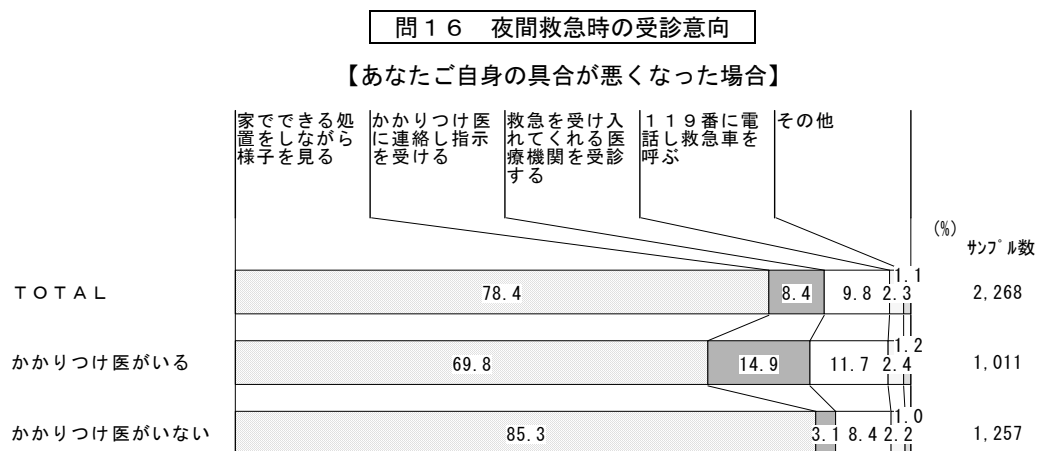 問１６　夜間救急時の受診意向
【あなたご自身の具合が悪くなった場合】
家でできる処
置をしながら
様子を見る
かかりつけ医
に連絡し指示
を受ける
救急を受け入
れてくれる医
療機関を受診
する
１１９番に電
話し救急車を
呼ぶ
その他
(%)
ｻﾝﾌﾟﾙ数
ＴＯＴＡＬ 78.4 8.4 9.8 2.3 1.1 2,268
かかりつけ医がいる 69.8 14.9 11.7 2.4 1.2 1,011
かかりつけ医がいない 85.3 3.1 8.4 2.2 1.0 1,257